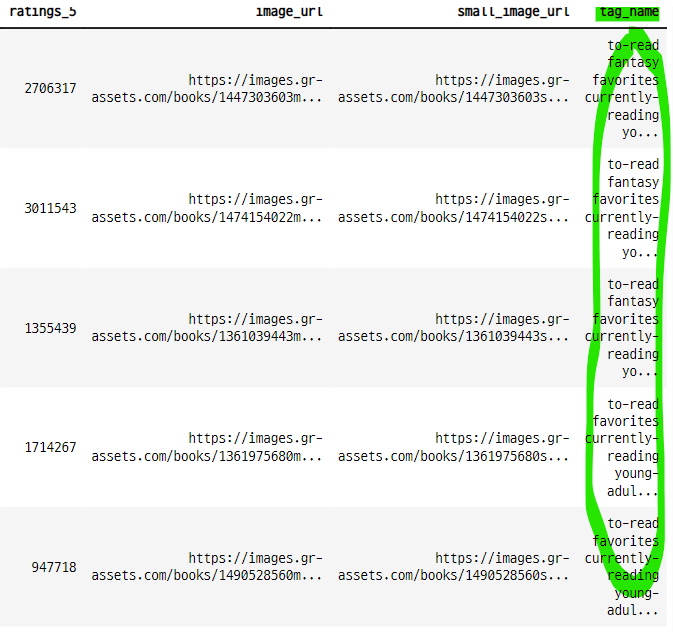 ratings_5 image_url small_image_url tag_name
to-read
fantasy
https://images.gr- https://images.gr- favorites
2706317
assets.com/books/1447303603m... assets.com/books/1447303603s... currently-
reading
yo...
to-read
fantasy
https://images.gr- https://images.gr- favorites
3011543
assets.com/books/1474154022m... assets.com/books/1474154022s... currently-
reading
yo...
to-read
fantasy
https://images.gr- https://images.gr- favorites
1355439
assets.com/books/1361039443m... assets.com/books/1361039443s... currently-
reading
yo...
to-read
favorites
https://images.gr- https://images.gr- currently-
1714267
assets.com/books/1361975680m... assets.com/books/1361975680s... reading
young-
adul...
to-read
favorites
https://images.gr- https://images.gr- currently-
947718
assets.com/books/1490528560m... assets.com/books/1490528560s... reading
young-
adul...